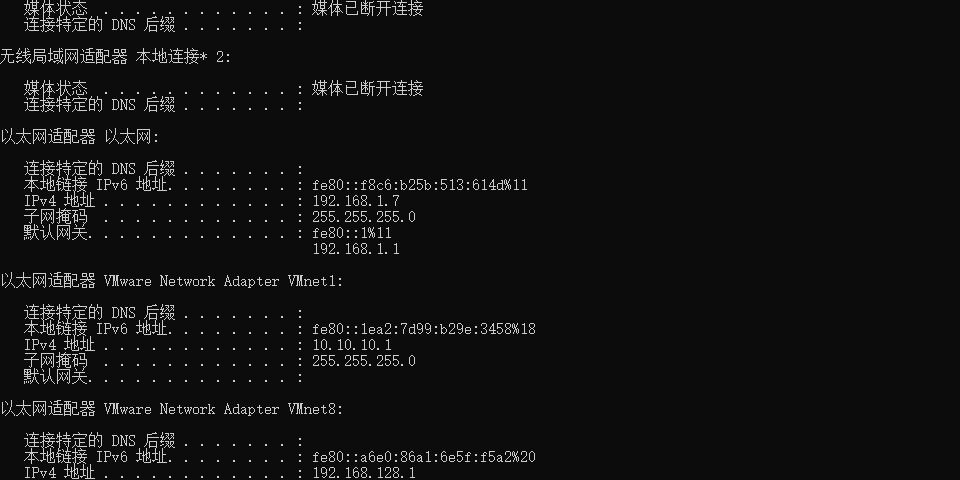 媒体状态 . . . . . . . . . . . . : 媒体已断开连接
连接特定的 DNS 后缀 . . . . . . . :
无线局域网适配器 本地连接* 2:
媒体状态 . . . . . . . . . . . . : 媒体已断开连接
连接特定的 DNS 后缀 . . . . . . . :
以太网适配器 以太网:
连接特定的 DNS 后缀 . . . . . . . :
本地链接 IPv6 地址. . . . . . . . : fe80::f8c6:b25b:513:614d%11
IPv4 地址 . . . . . . . . . . . . : 192.168.1.7
子网掩码 . . . . . . . . . . . . : 255.255.255.0
默认网关. . . . . . . . . . . . . : fe80::1%11
192.168.1.1
以太网适配器 VMware Network Adapter VMnet1:
连接特定的 DNS 后缀 . . . . . . . :
本地链接 IPv6 地址. . . . . . . . : fe80::1ea2:7d99:b29e:3458%18
IPv4 地址 . . . . . . . . . . . . : 10.10.10.1
子网掩码 . . . . . . . . . . . . : 255.255.255.0
默认网关. . . . . . . . . . . . . :
以太网适配器 VMware Network Adapter VMnet8:
连接特定的 DNS 后缀 . . . . . . . :
本地链接 IPv6 地址. . . . . . . . : fe80::a6e0:86a1:6e5f:f5a2%20
IPv4 地址 . . . . . . . . . . . . : 192.168.128.1